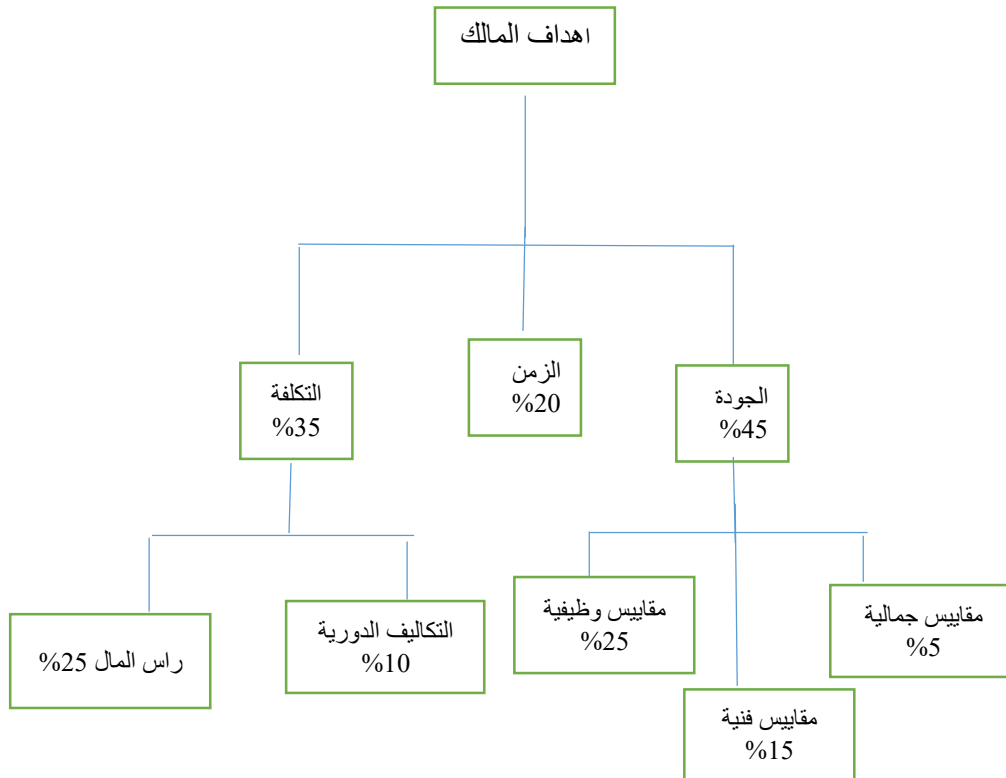 اهداف المالك
الجودة
%45
الزمن
%20
التكلفة
%35
مقاييس جمالية
%5
مقاييس فنية
%15
مقاييس وظيفية
%25
التكاليف الدورية
%10
راس المال 25%